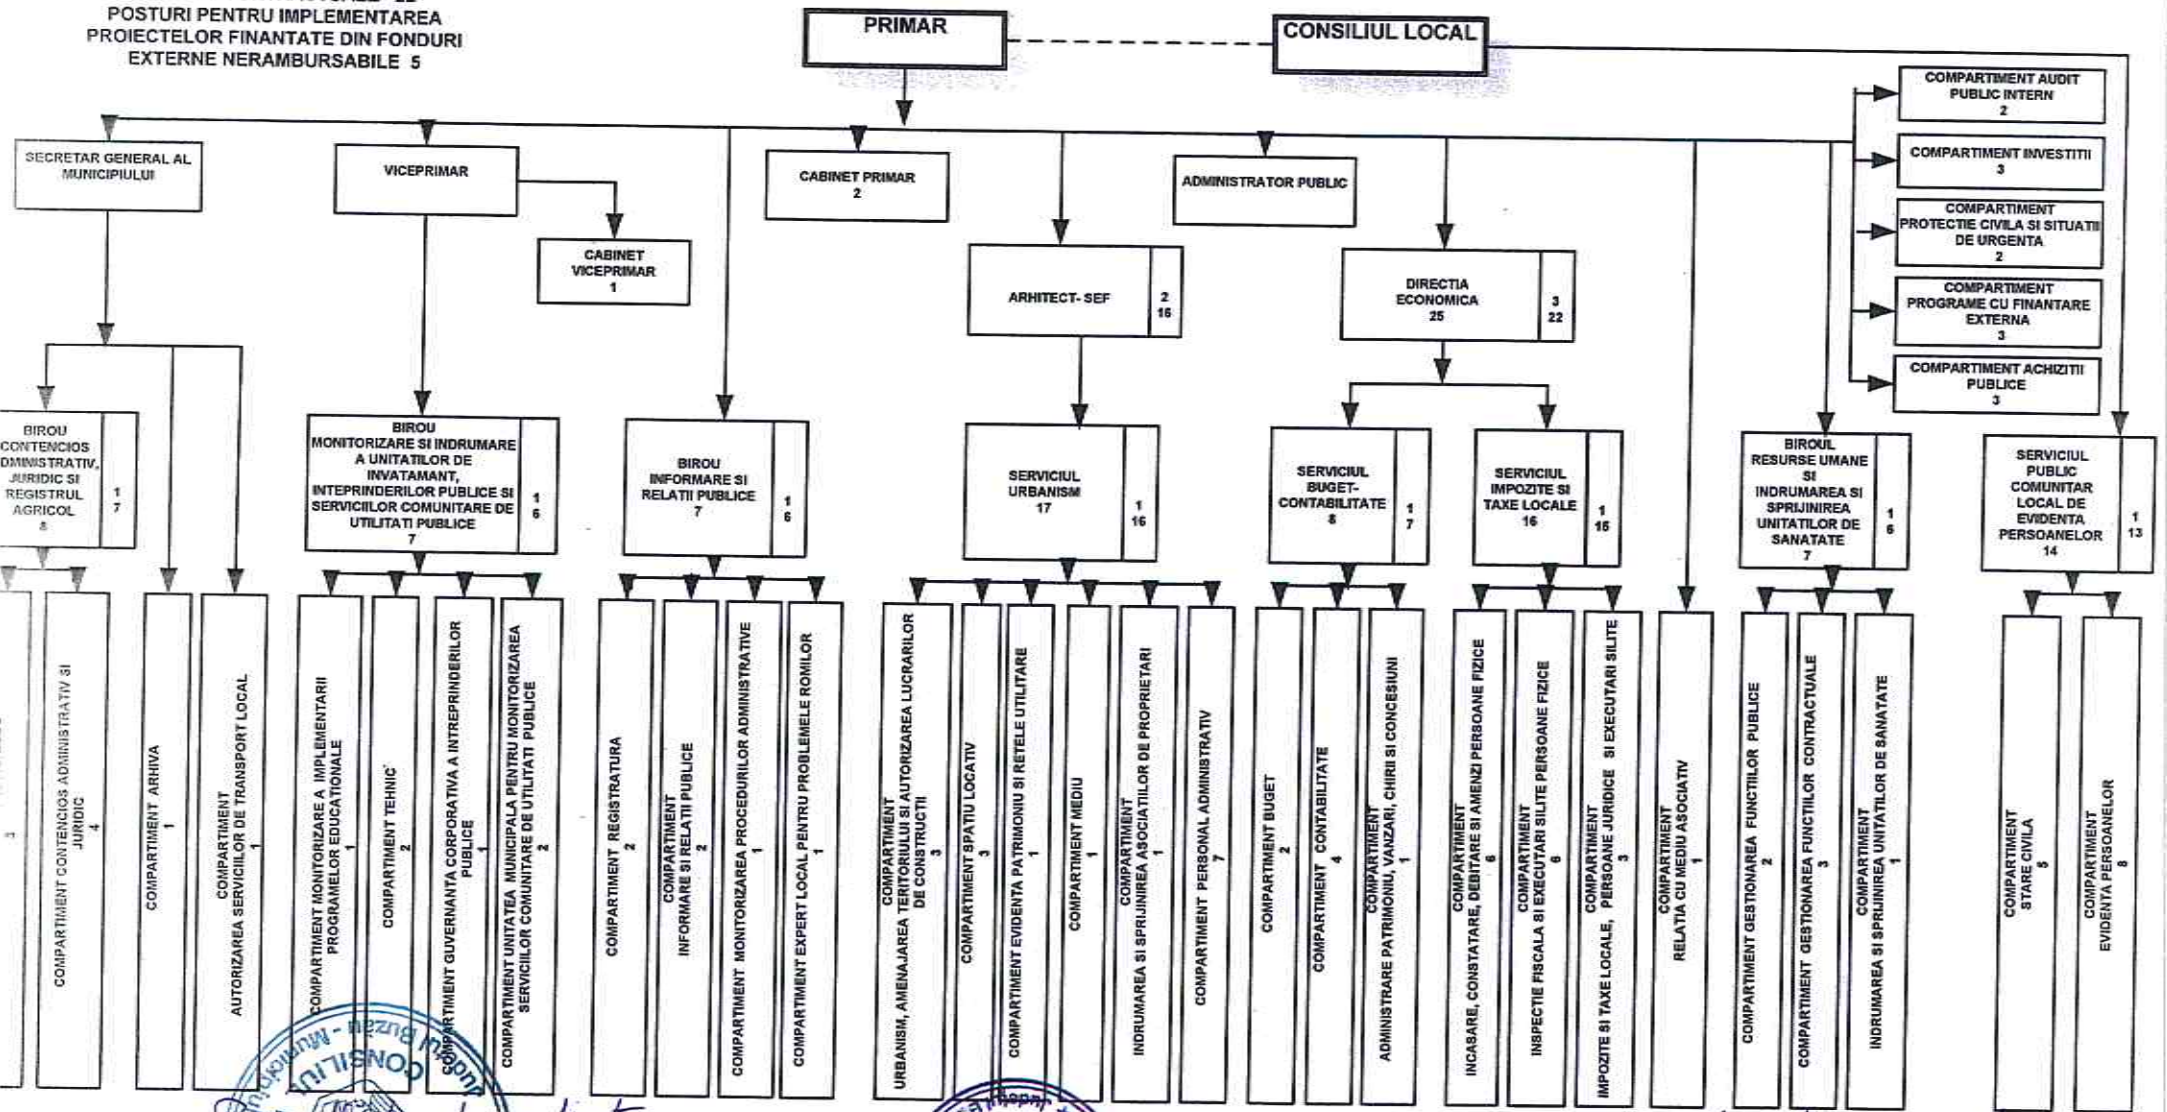 POSTURI PENTRU IMPLEMENTAREA
PROIECTELOR FINANTATE DIN FONDURI
EXTERNE NERAMBURSABILE 5
PRIMAR
CONSILIUL LOCAL
COMPARTIMENT AUDIT
PUBLIC INTERN
2
COMPARTIMENT INVESTITII
3
COMPARTIMENT
PROTECTIE CIVILA SI SITUATII
DE URGENTA
2
COMPARTIMENT
PROGRAME CU FINANTARE
EXTERNA
3
COMPARTIMENT ACHIZITII
PUBLICE
3
SECRETAR GENERAL AL
MUNICIPIULUI
VICEPRIMAR
CABINET PRIMAR
2
ADMINISTRATOR PUBLIC
CABINET
VICEPRIMAR
1
ARHITECT- SEF
2
16
DIRECTIA
ECONOMICA
25
3
22
BIROU
CONTENCIOS
DMINISTRATIV,
JURIDIC SI
REGISTRUL
AGRICOL
8
1
7
BIROU
MONITORIZARE SI INDRUMARE
A UNITATILOR DE
INVATAMANT,
INTEPRINDERILOR PUBLICE SI
SERVICIILOR COMUNITARE DE
UTILITATI PUBLICE
7
1
6
BIROU
INFORMARE SI
RELATII PUBLICE
7
1
6
SERVICIUL
URBANISM
17
1
16
SERVICIUL
BUGET-
CONTABILITATE
8
1
7
SERVICIUL
IMPOZITE SI
TAXE LOCALE
16
1
15
BIROUL
RESURSE UMANE
SI
INDRUMAREA SI
SPRIJINIREA
UNITATILOR DE
SANATATE
7
1
6
SERVICIUL
PUBLIC
COMUNITAR
LOCAL DE
EVIDENTA
PERSOANELOR
14
1
13
3
COMPARTIMENT CONTENCIOS ADMINISTRATIV SI
JURIDIC
4
COMPARTIMENT ARHIVA
1
COMPARTIMENT
AUTORIZAREA SERVICIILOR DE TRANSPORT LOCAL
1
COMPARTIMENT MONITORIZARE A IMPLEMENTARII
PROGRAMELOR EDUCATIONALE
1
COMPARTIMENT TEHNIC
2
COMPARTIMENT GUVERNANTA CORPORATIVA A INTREPRINDERILOR
PUBLICE
1
COMPARTIMENT UNITATEA MUNICIPALA PENTRU MONITORIZAREA
SERVICIILOR COMUNITARE DE UTILITATI PUBLICE
2
COMPARTIMENT REGISTRATURA
2
COMPARTIMENT
INFORMARE SI RELATII PUBLICE
2
COMPARTIMENT MONITORIZAREA PROCEDURILOR ADMINISTRATIVE
1
COMPARTIMENT EXPERT LOCAL PENTRU PROBLEMELE ROMILOR
1
COMPARTIMENT
URBANISM, AMENAJAREA TERITORIULUI SI AUTORIZAREA LUCRARILOR
DE CONSTRUCTII
3
COMPARTIMENT SPATIU LOCATIV
3
COMPARTIMENT EVIDENTA PATRIMONIU SI RETELE UTILITARE
1
COMPARTIMENT MEDIU
1
COMPARTIMENT
INDRUMAREA SI SPRIJINIREA ASOCIATIILOR DE PROPRIETARI
1
COMPARTIMENT PERSONAL ADMINISTRATIV
7
COMPARTIMENT BUGET
2
COMPARTIMENT CONTABILITATE
4
COMPARTIMENT
ADMINISTRARE PATRIMONIU, VANZARI, CHIRII SI CONCESIUNI
1
COMPARTIMENT
INCASARE, CONSTATARE, DEBITARE SI AMENZI PERSOANE FIZICE
6
COMPARTIMENT
INSPECTIE FISCALA SI EXECUTARI SILITE PERSOANE FIZICE
6
COMPARTIMENT
IMPOZITE SI TAXE LOCALE, PERSOANE JURIDICE SI EXECUTARI SILITE
3
COMPARTIMENT
RELATIA CU MEDIU ASOCIATIV
1
COMPARTIMENT GESTIONAREA FUNCTIILOR PUBLICE
2
COMPARTIMENT GESTIONAREA FUNCTIILOR CONTRACTUALE
3
COMPARTIMENT
INDRUMAREA SI SPRIJINIREA UNITATILOR DE SANATATE
1
COMPARTIMENT
STARE CIVILA
5
COMPARTIMENT
EVIDENTA PERSOANELOR
8
Județu Buzău - Municipiu
CONSILIUL